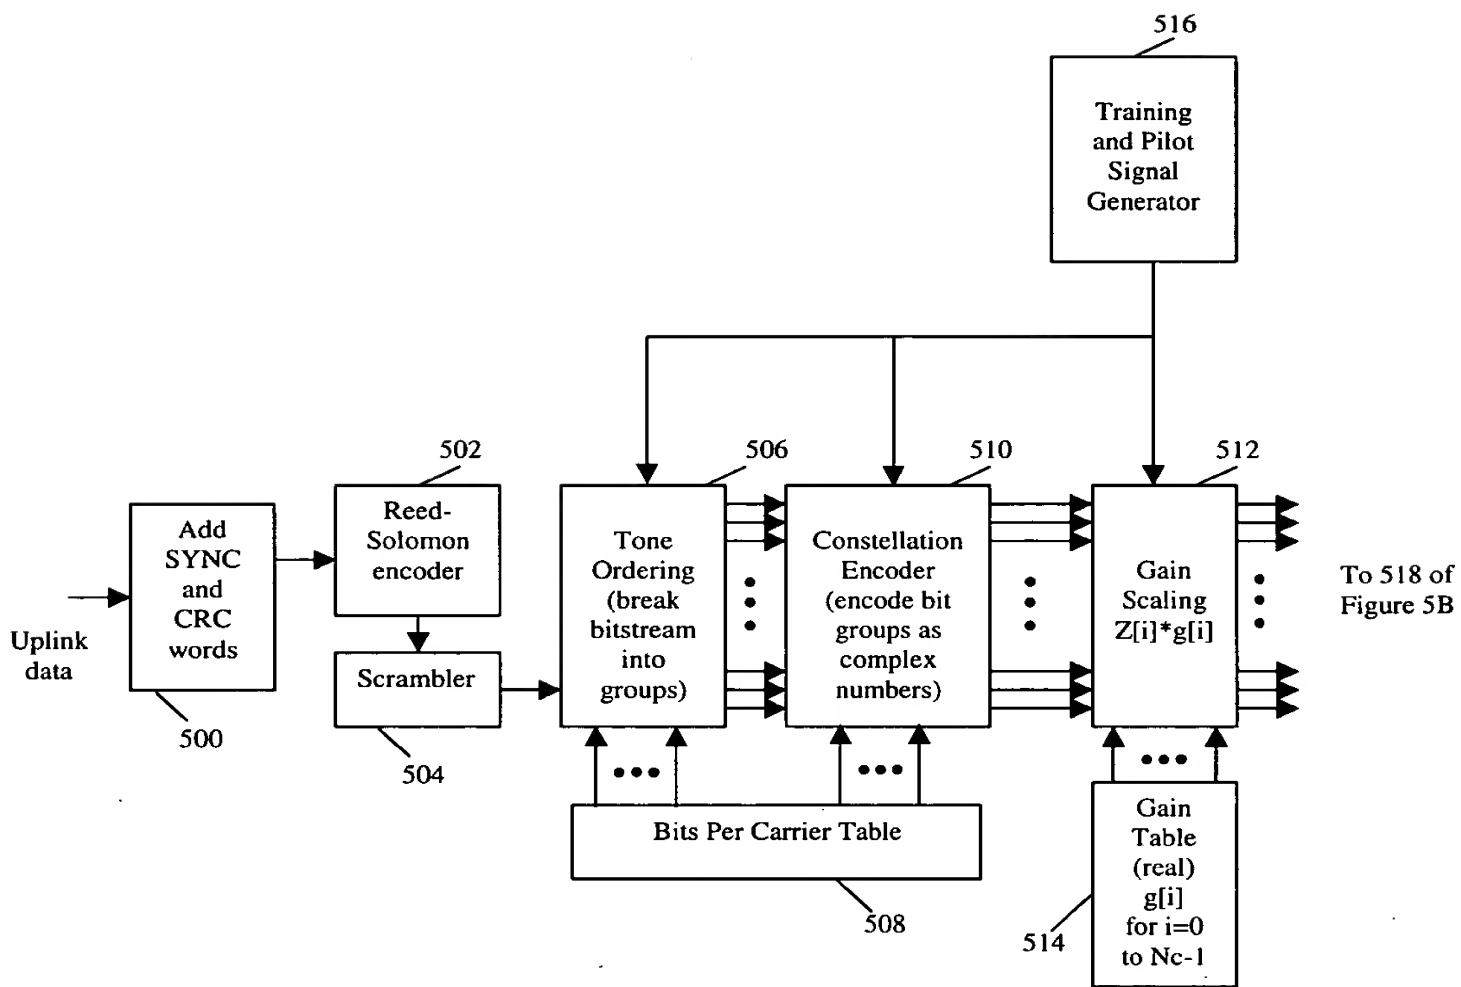 516
Training
and Pilot
Signal
Generator
502
506
510
512
Add
SYNC
and
CRC
words
Reed-
Solomon
encoder
Tone
Ordering
(break
bitstream
into
groups)
Constellation
Encoder
(encode bit
groups as
complex
numbers)
Gain
Scaling
Z[i]*g[i]
To 518 of
Figure 5B
Uplink
data
Scrambler
500
504
Bits Per Carrier Table
508
Gain
Table
(real)
g[i]
for i=0
to Nc-1
514